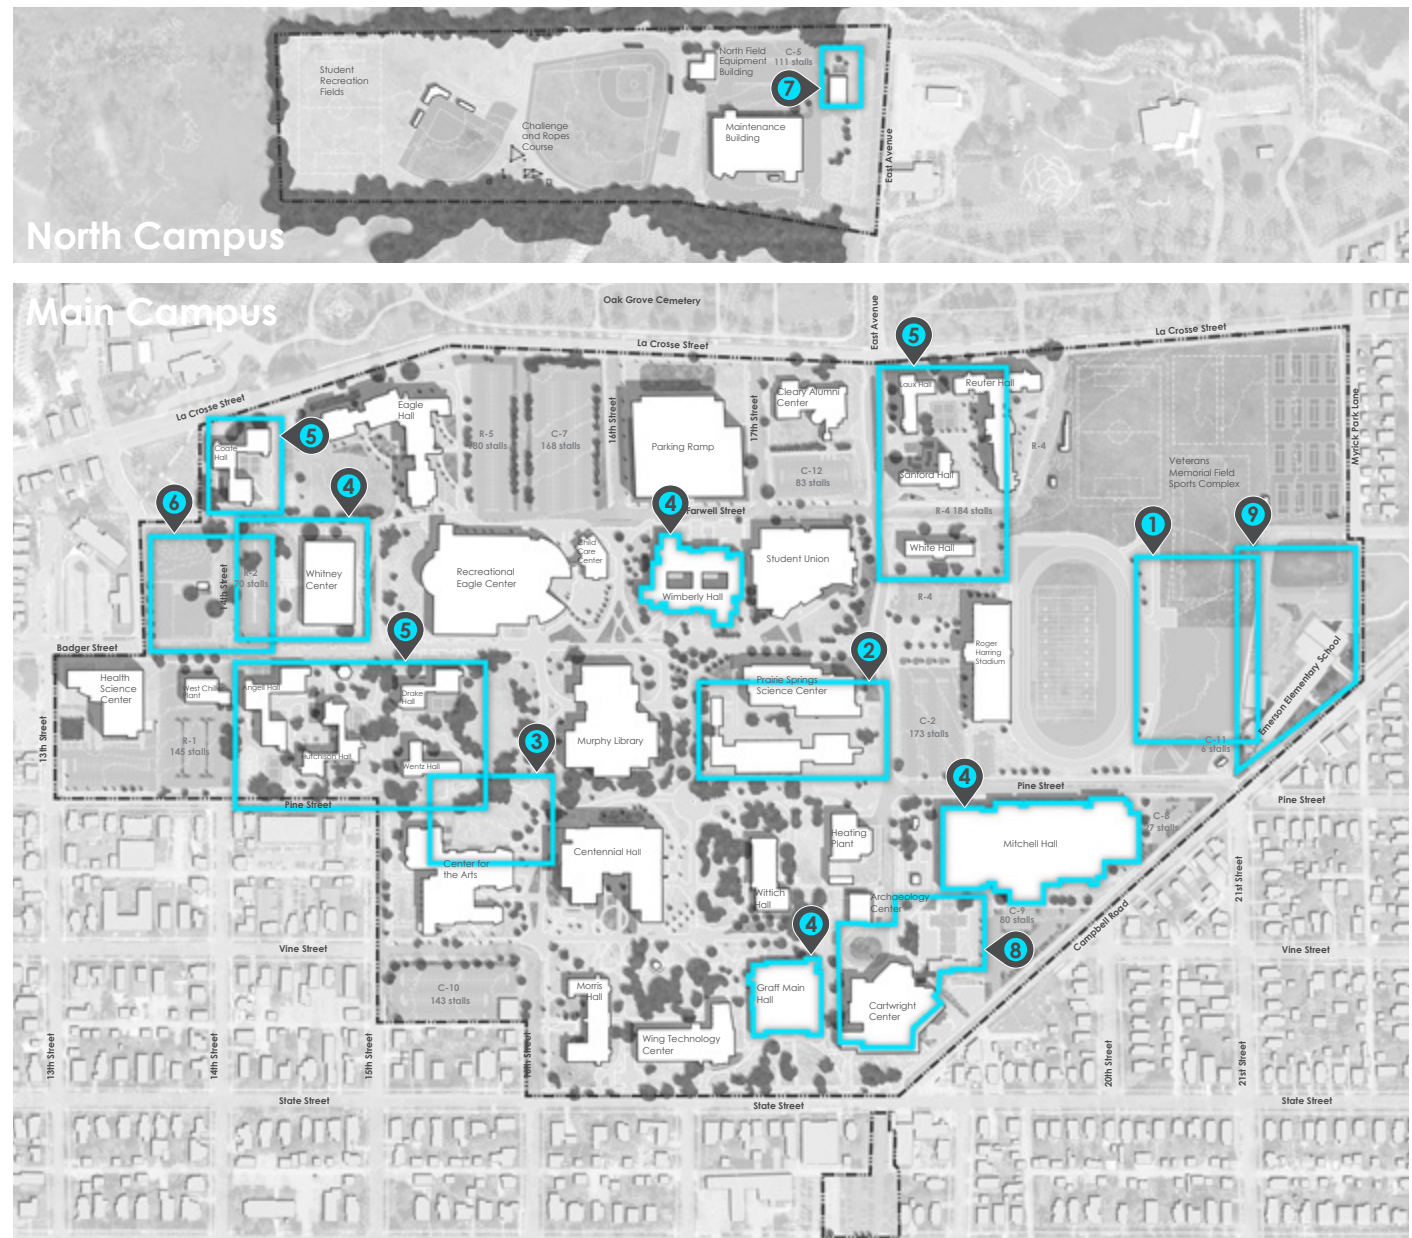 Student
Recreation
Fields
Challenge
and Ropes
Course
North Field
Equipment
Building
C-5
111 stalls
7
Maintenance
Building
East Avenue
North Campus
Main Campus
Oak Grove Cemetery
La Crosse Street
East Avenue
La Crosse Street
La Crosse Street
5
Laux Hall
Reuter Hall
Cleary Alumni
Center
Eagle
Hall
16th Street
17th Street
Myrick Park Lane
5
Coate
Hall
R-5
80 stalls
C-7
168 stalls
Parking Ramp
C-12
83 stalls
R-4
Sanford Hall
Veterans
Memorial Field
Sports Complex
6
4
4
Farwell Street
R-4 184 stalls
1
9
White Hall
Child
Care
Center
Student Union
Recreational
Eagle Center
Whitney
Center
R-2
stalls
14th Street
Wimberly Hall
R-4
Badger Street
5
2
Roger
Harring
Stadium
Health
Science
Center
West Chiller
Plant
Angell Hall
Drake
Hall
Prairie Springs
Science Center
Emerson Elementary School
13th Street
R-1
145 stalls
Hutchison Hall
Wentz Hall
3
Murphy Library
C-2
173 stalls
C-11
6 stalls
4
Pine Street
Pine Street
Pine Street
C-8
stalls
Heating
Plant
Mitchell Hall
Center for
the Arts
Centennial Hall
Wittich
Hall
Archaeology
Center
21st Street
C-9
80 stalls
Campbell Road
4
8
Vine Street
Vine Street
C-10
143 stalls
Morris
Hall
Graff Main
Hall
Cartwright
Center
Wing Technology
Center
13th Street
14th Street
15th Street
16th Street
20th Street
21st Street
State Street
State Street
State Street